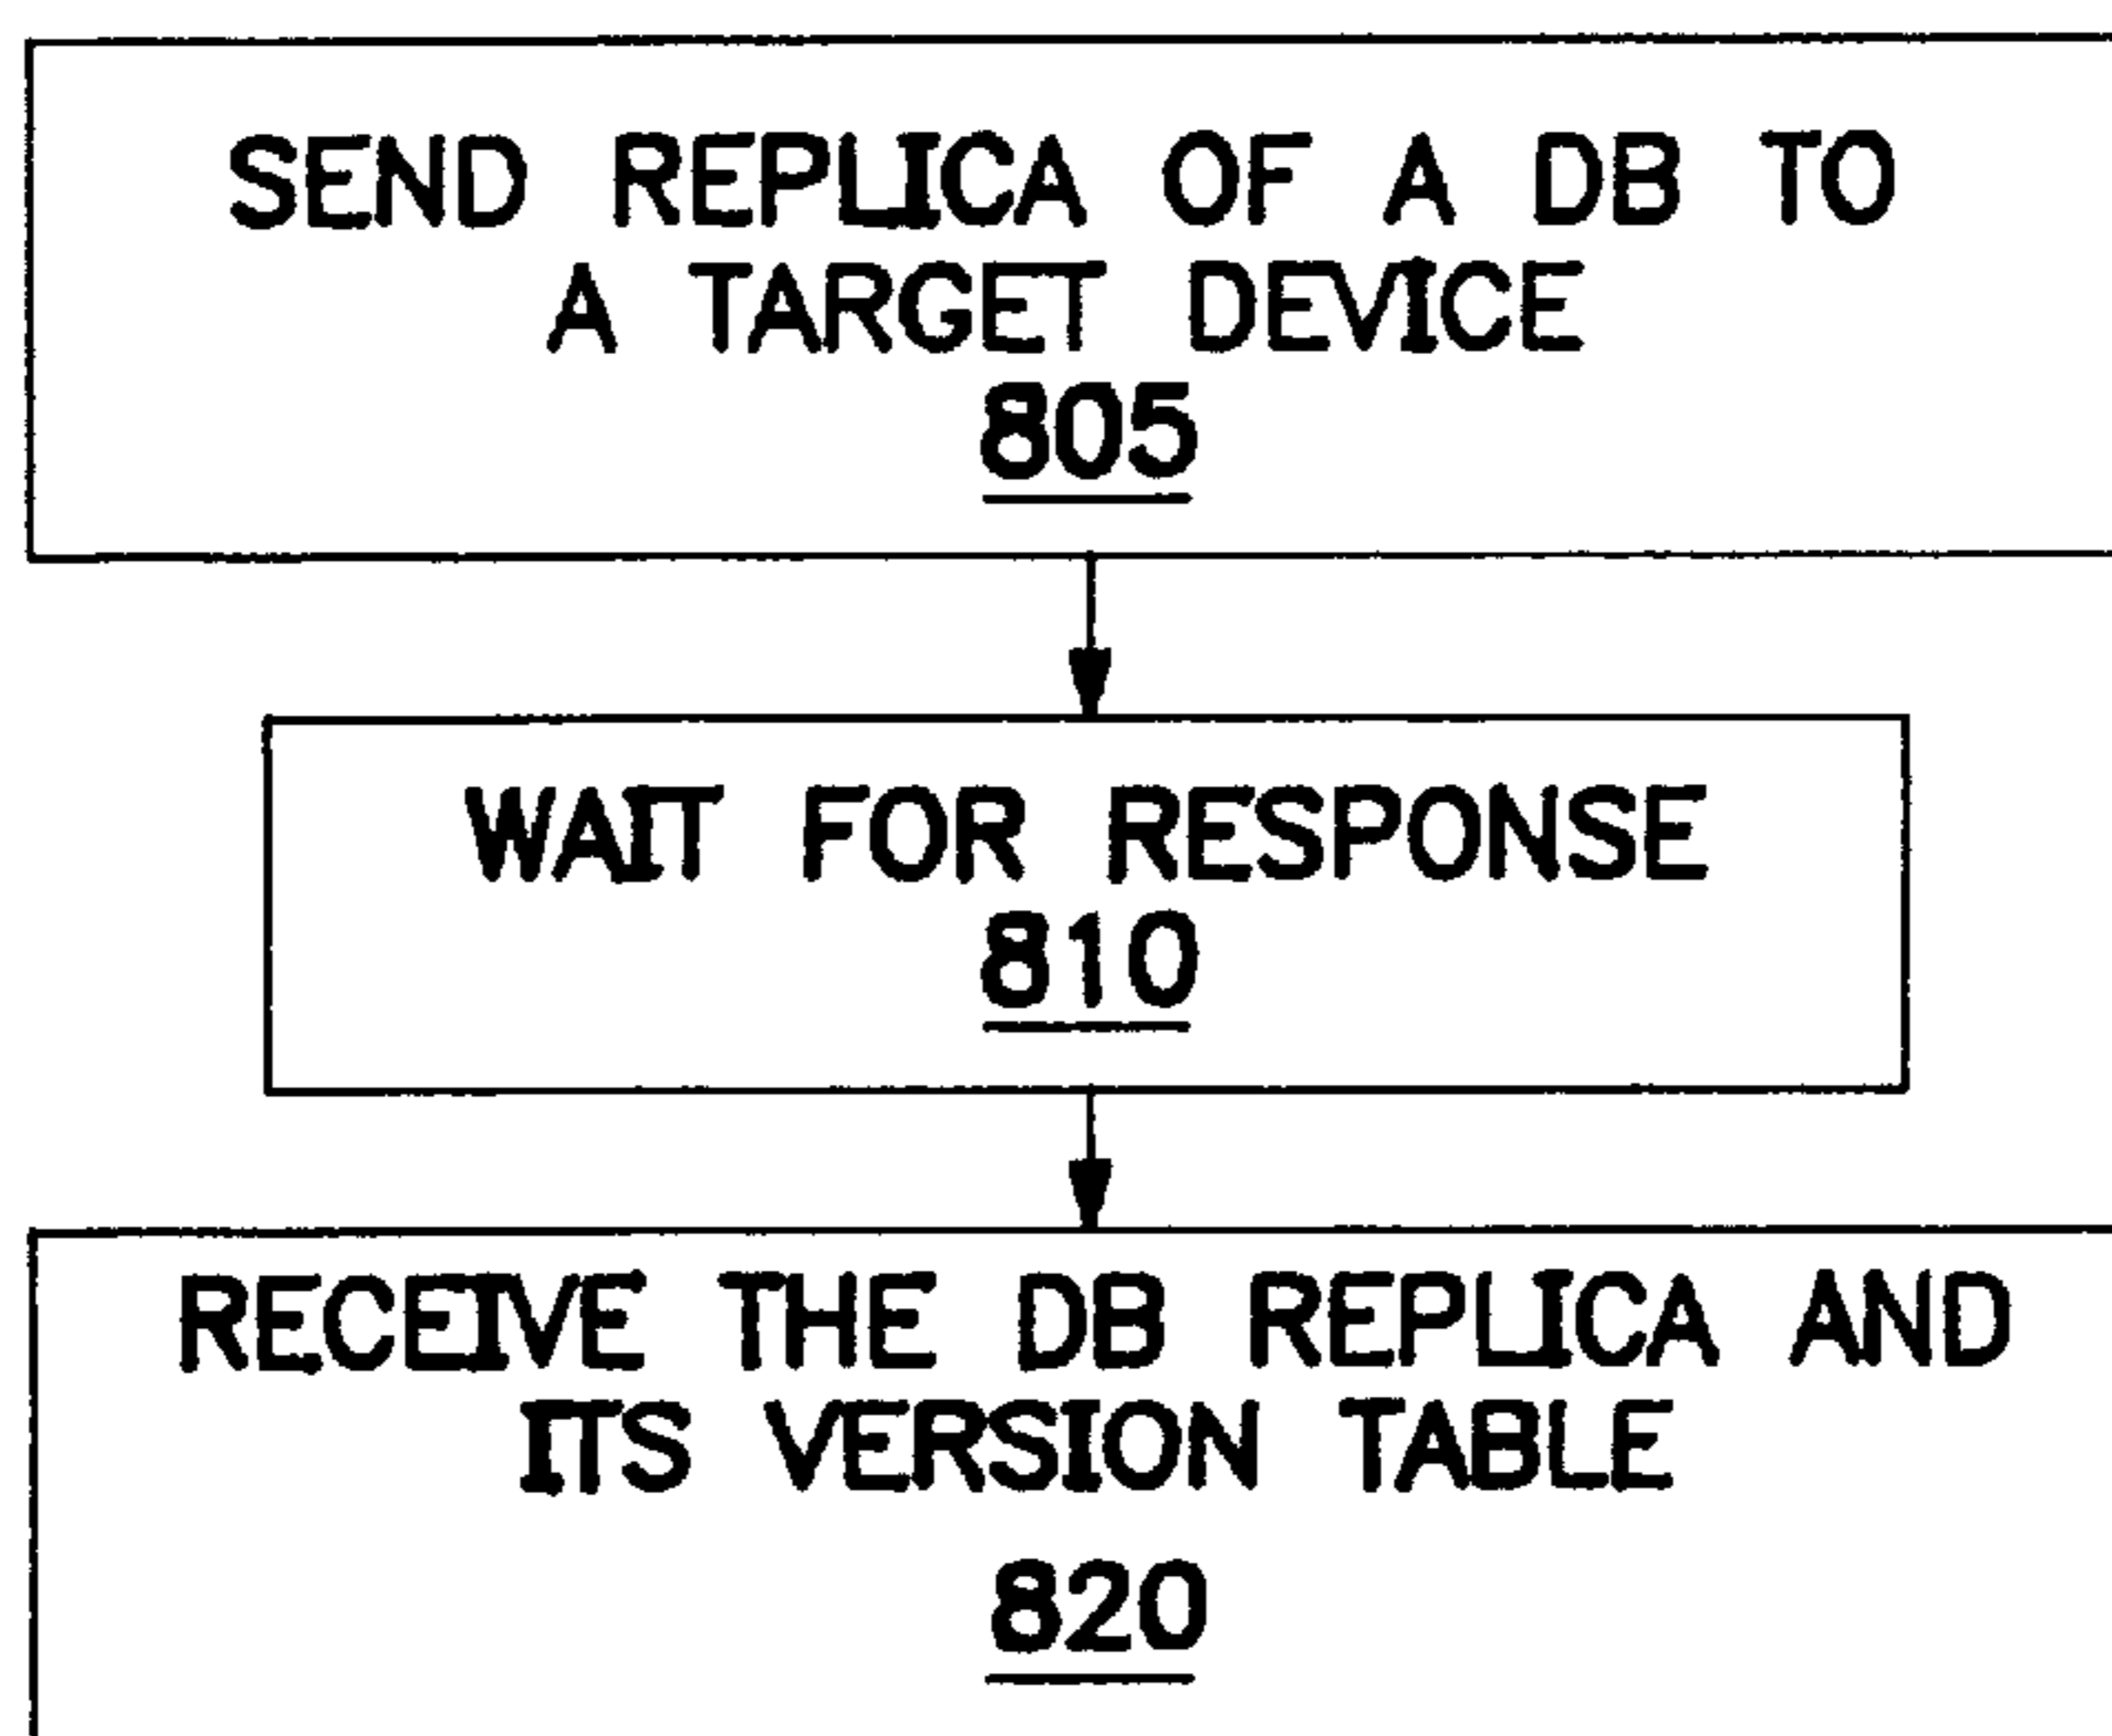 SEND REPLICA OF A DB TO
A TARGET DEVICE
805
WAIT FOR RESPONSE
810
RECEIVE THE DB REPLICA AND
ITS VERSION TABLE
820